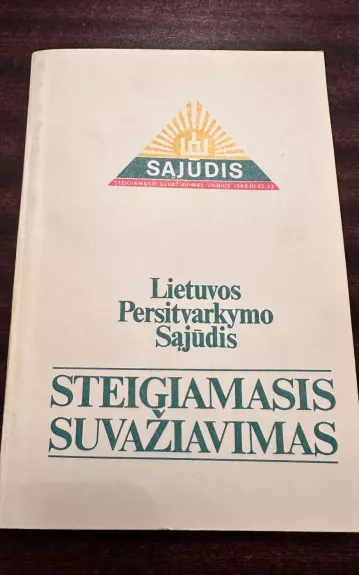 SĄJŪDIS
STEIGIAMASIS SUVAŽIAVIMAS. VILNIUS 1988.10.22-23
Lietuvos
Persitvarkymo
Sąjūdis
STEIGIAMASIS
SUVAŽIAVIMAS